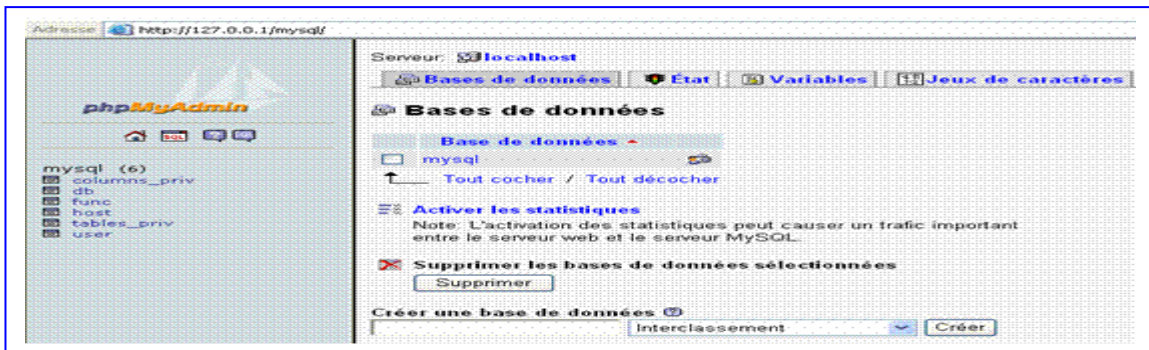 Adresse http://127.0.0.1/mysql/
phpMyAdmin
SQL
mysql (6)
columns_priv
db
func
host
tables_priv
user
Serveur: localhost
Bases de données État Variables Jeux de caractères
Bases de données
Base de données
mysql
Tout cocher / Tout décocher
Activer les statistiques
Note: L'activation des statistiques peut causer un trafic important
entre le serveur web et le serveur MySQL.
Supprimer les bases de données sélectionnées
Supprimer
Créer une base de données
Interclassement Créer